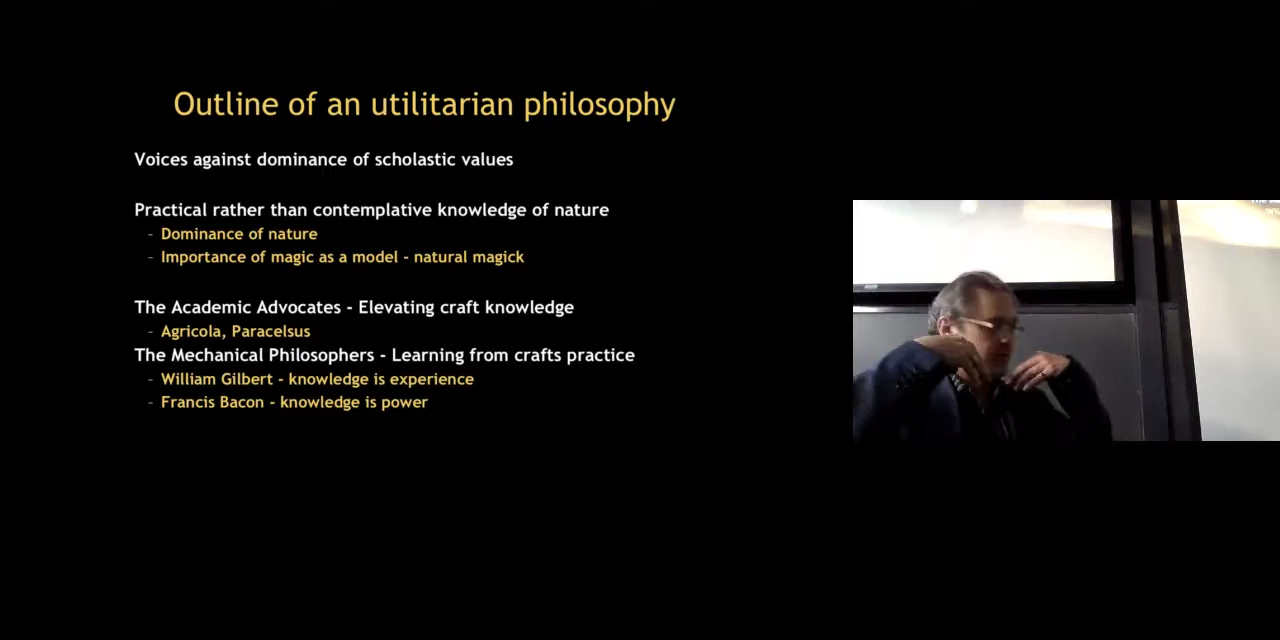 Outline of an utilitarian philosophy
Voices against dominance of scholastic values
Practical rather than contemplative knowledge of nature
- Dominance of nature
- Importance of magic as a model - natural magick
The Academic Advocates - Elevating craft knowledge
- Agricola, Paracelsus
The Mechanical Philosophers - Learning from crafts practice
- William Gilbert - knowledge is experience
- Francis Bacon - knowledge is power